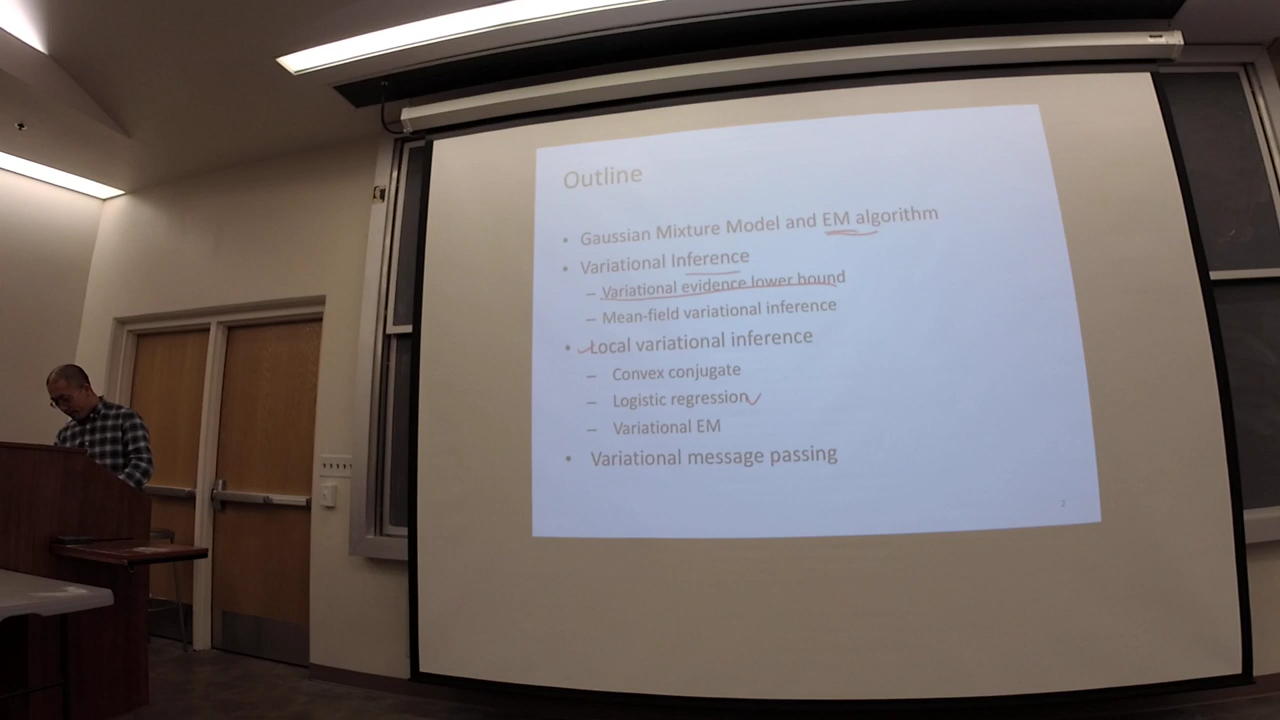 Outline
• Gaussian Mixture Model and EM algorithm
• Variational Inference
– Variational evidence lower bound
– Mean-field variational inference
• Local variational inference
– Convex conjugate
– Logistic regression
– Variational EM
• Variational message passing
2